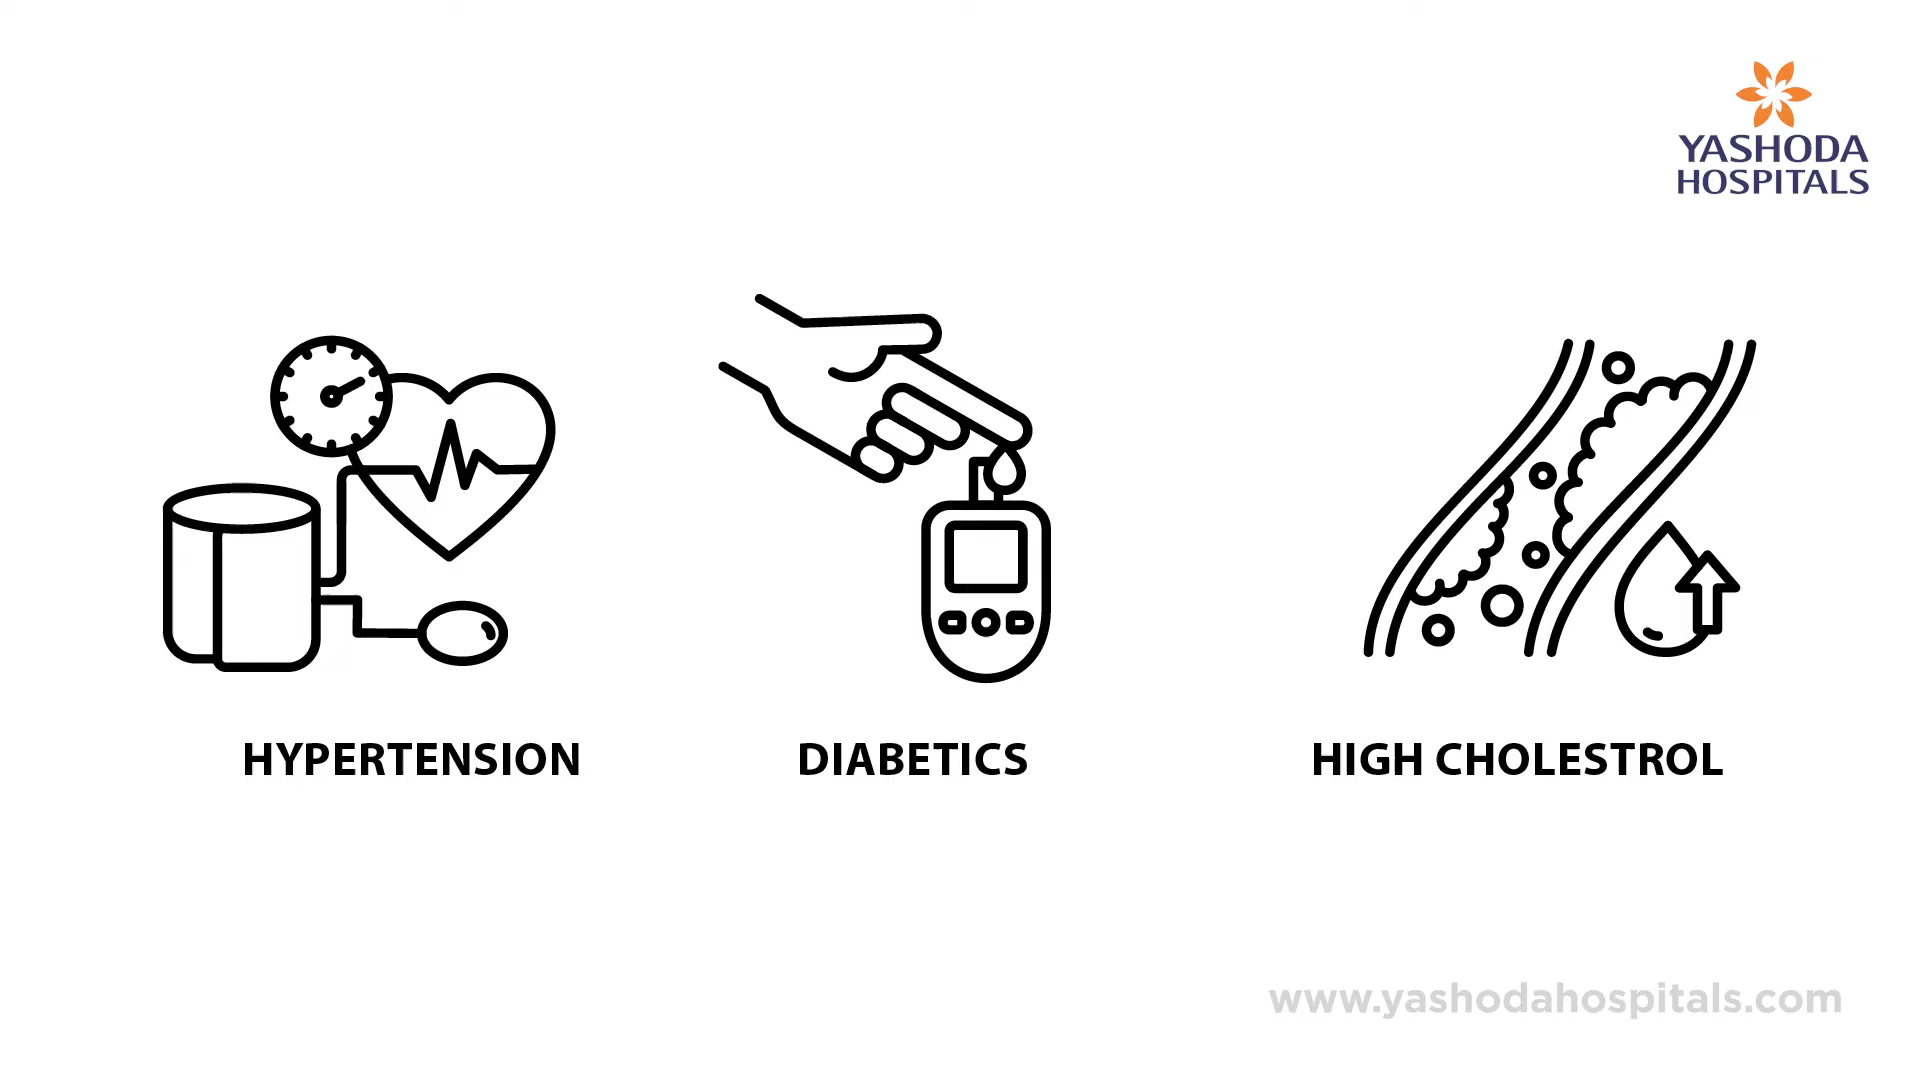 YASHODA
HOSPITALS
HYPERTENSION
DIABETICS
HIGH CHOLESTROL
www.yashodahospitals.com